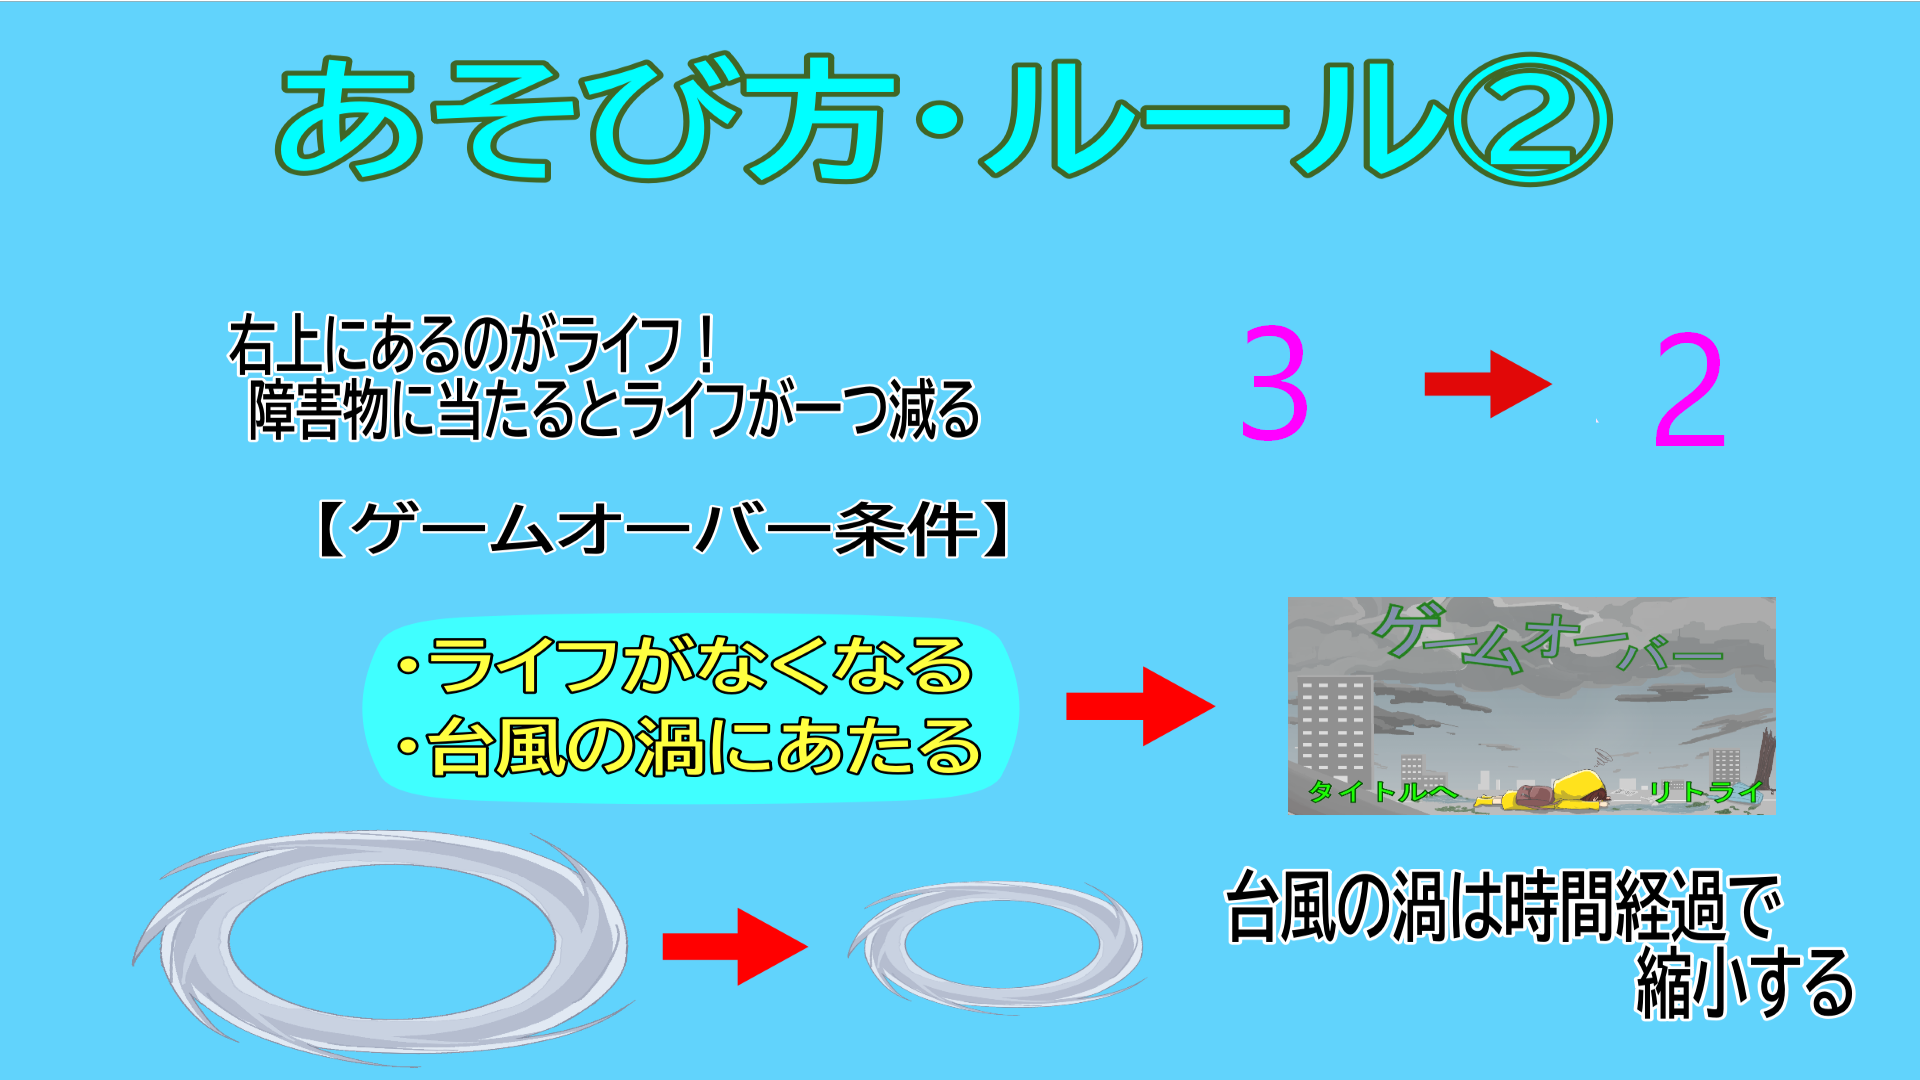 あそび方・ルール②
右上にあるのがライフ！
障害物に当たるとライフが一つ減る
3
2
【ゲームオーバー条件】
・ライフがなくなる
・台風の渦にあたる
ゲームオーバー
タイトルへ
リトライ
台風の渦は時間経過で
縮小する